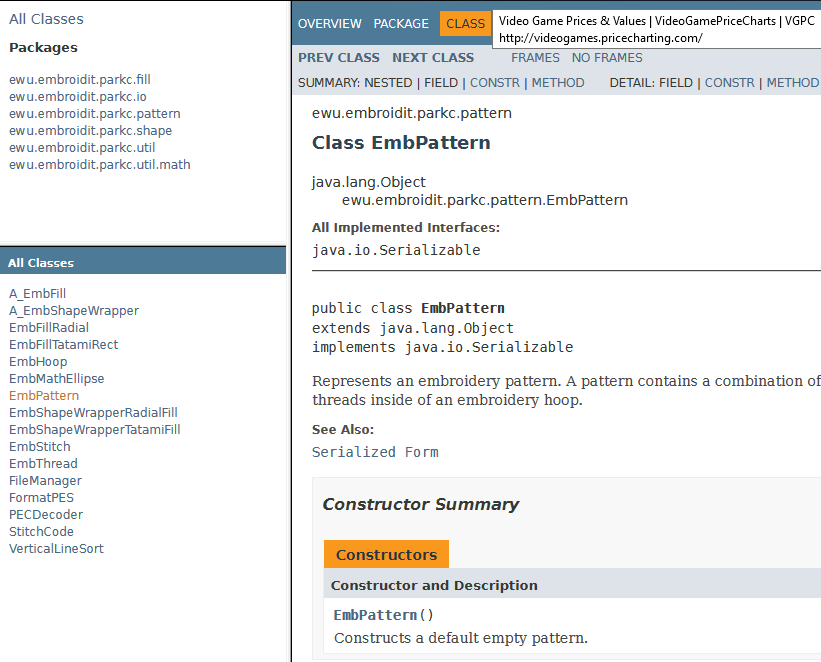 All Classes
Packages
ewu.embroidit.parkc.fill
ewu.embroidit.parkc.io
ewu.embroidit.parkc.pattern
ewu.embroidit.parkc.shape
ewu.embroidit.parkc.util
ewu.embroidit.parkc.util.math
All Classes
A_EmbFill
A_EmbShapeWrapper
EmbFillRadial
EmbFillTatamiRect
EmbHoop
EmbMathEllipse
EmbPattern
EmbShapeWrapperRadialFill
EmbShapeWrapperTatamiFill
EmbStitch
EmbThread
FileManager
FormatPES
PECDecoder
StitchCode
VerticalLineSort
OVERVIEW PACKAGE CLASS
Video Game Prices & Values | VideoGamePriceCharts | VGPC
http://videogames.pricecharting.com/
PREV CLASS NEXT CLASS FRAMES NO FRAMES
SUMMARY: NESTED | FIELD | CONSTR | METHOD DETAIL: FIELD | CONSTR | METHOD
ewu.embroidit.parkc.pattern
Class EmbPattern
java.lang.Object
ewu.embroidit.parkc.pattern.EmbPattern
All Implemented Interfaces:
java.io.Serializable
public class EmbPattern
extends java.lang.Object
implements java.io.Serializable
Represents an embroidery pattern. A pattern contains a combination of
threads inside of an embroidery hoop.
See Also:
Serialized Form
Constructor Summary
Constructors
Constructor and Description
EmbPattern()
Constructs a default empty pattern.